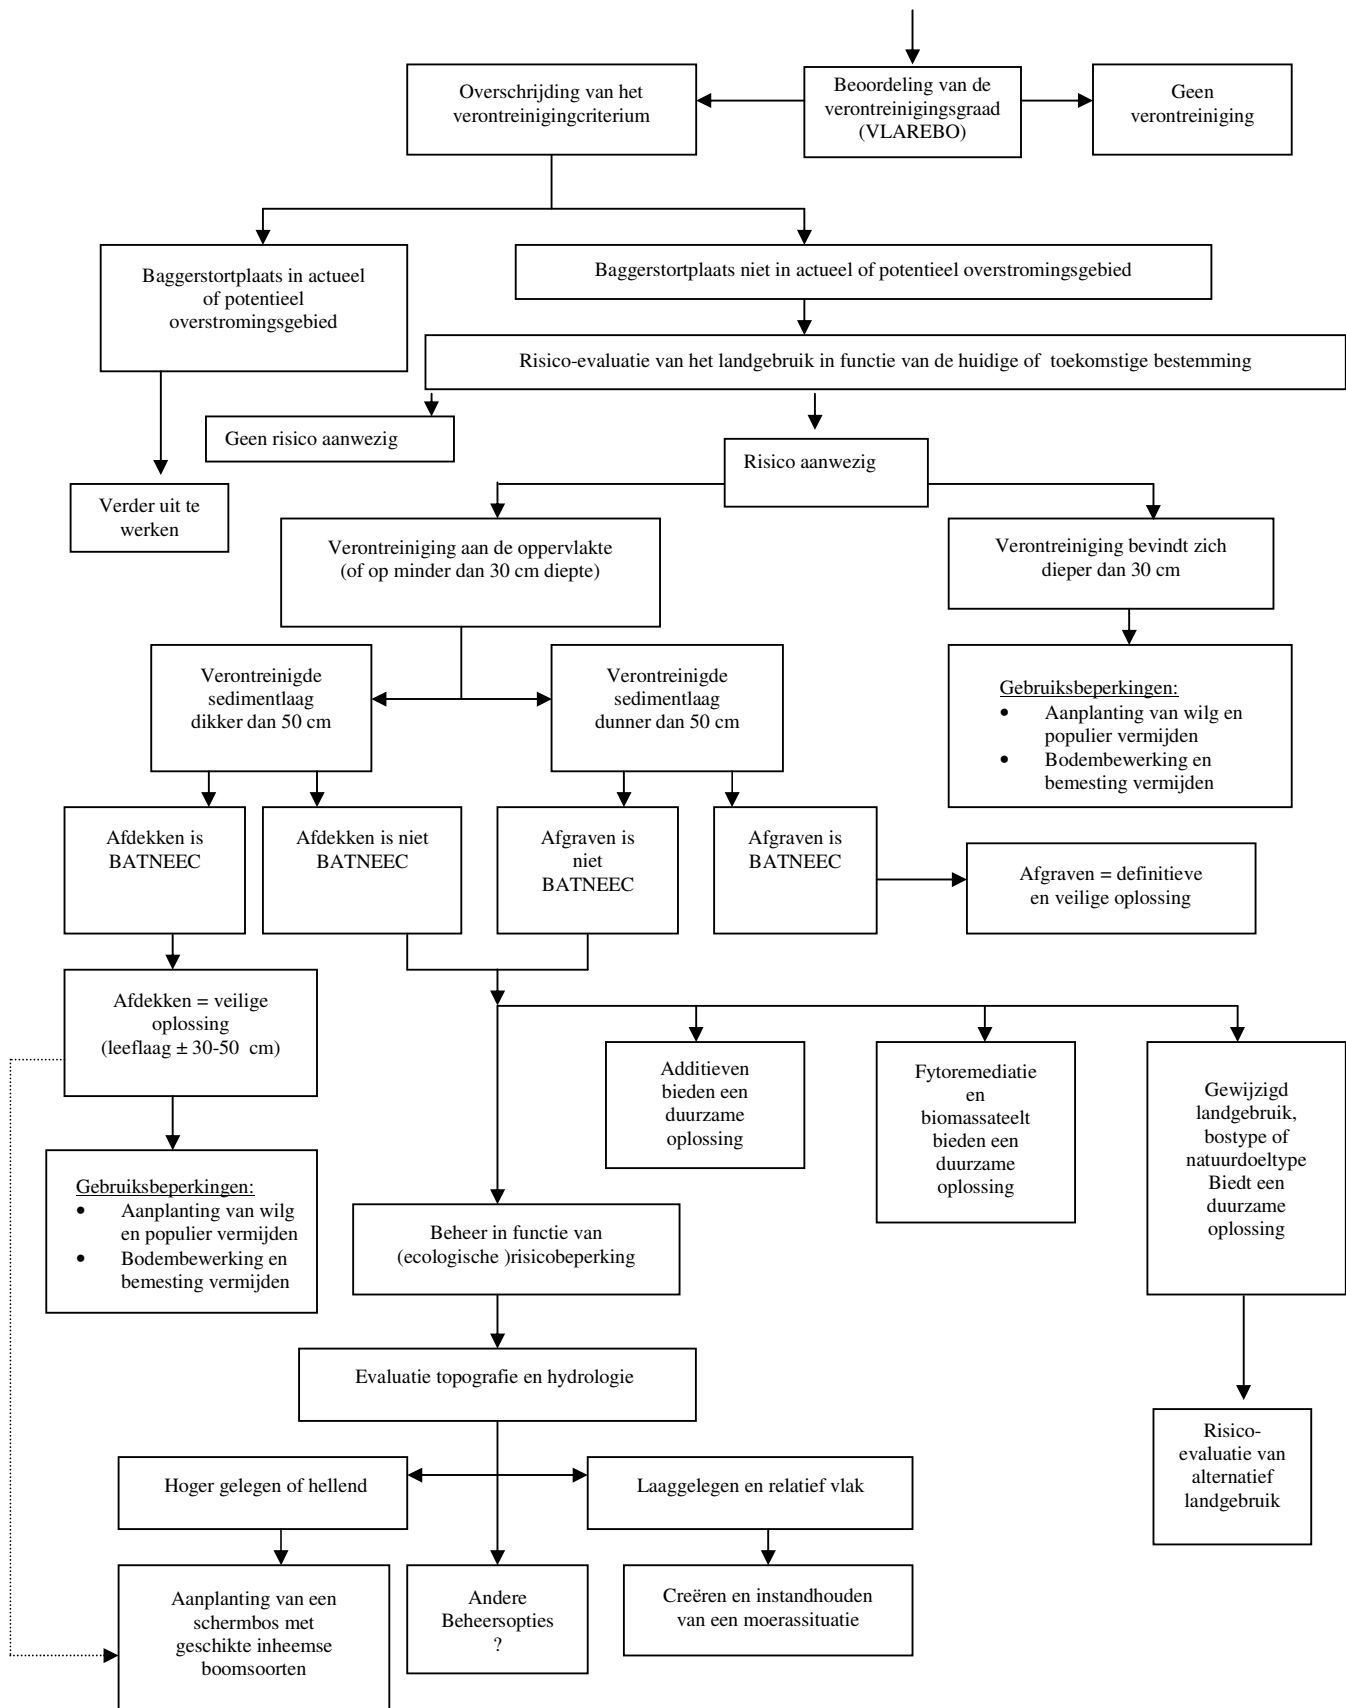 Overschrijding van het
verontreinigingcriterium
Beoordeling van de
verontreinigingsgraad
(VLAREBO)
Geen
verontreiniging
Baggerstortplaats in actueel
of potentieel
overstromingsgebied
Baggerstortplaats niet in actueel of potentieel overstromingsgebied
Risico-evaluatie van het landgebruik in functie van de huidige of toekomstige bestemming
Geen risico aanwezig
Risico aanwezig
Verder uit te
werken
Verontreiniging aan de oppervlakte
(of op minder dan 30 cm diepte)
Verontreiniging bevindt zich
dieper dan 30 cm
Verontreinigde
sedimentlaag
dikker dan 50 cm
Verontreinigde
sedimentlaag
dunner dan 50 cm
Gebruiksbeperkingen:
• Aanplanting van wilg en
populier vermijden
• Bodembewerking en
bemesting vermijden
Afdekken is
BATNEEC
Afdekken is niet
BATNEEC
Afgraven is
niet
BATNEEC
Afgraven is
BATNEEC
Afgraven = definitieve
en veilige oplossing
Afdekken = veilige
oplossing
(leeflaag ± 30-50 cm)
Additieven
bieden een
duurzame
oplossing
Fytoremediatie
en
biomassateelt
bieden een
duurzame
oplossing
Gewijzigd
landgebruik,
bostype of
natuurdoeltype
Biedt een
duurzame
oplossing
Gebruiksbeperkingen:
• Aanplanting van wilg
en populier vermijden
• Bodembewerking en
bemesting vermijden
Beheer in functie van
(ecologische )risicobeperking
Evaluatie topografie en hydrologie
Risico-
evaluatie van
alternatief
landgebruik
Hoger gelegen of hellend
Laaggelegen en relatief vlak
Aanplanting van een
schermbos met
geschikte inheemse
boomsoorten
Andere
Beheersopties
?
Creëren en instandhouden
van een moerassituatie